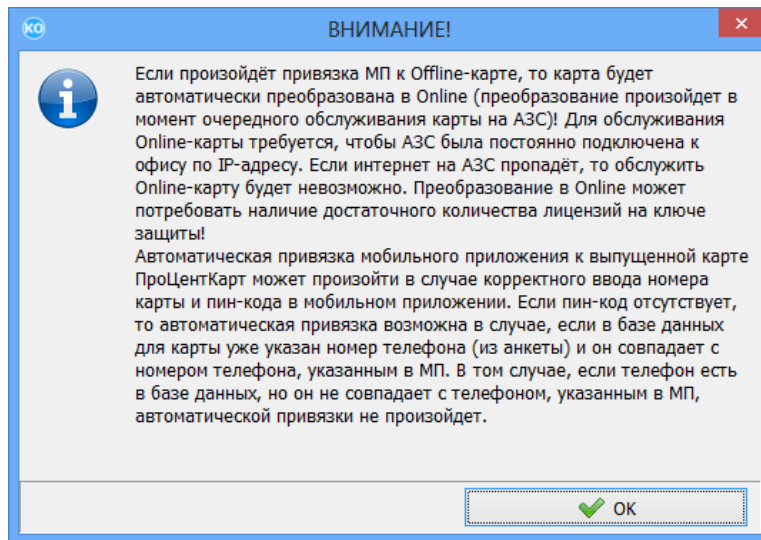 КО
ВНИМАНИЕ!
Если произойдёт привязка МП к Offline-карте, то карта будет
автоматически преобразована в Online (преобразование произойдет в
момент очередного обслуживания карты на АЗС)! Для обслуживания
Online-карты требуется, чтобы АЗС была постоянно подключена к
офису по IP-адресу. Если интернет на АЗС пропадёт, то обслужить
Online-карту будет невозможно. Преобразование в Online может
потребовать наличие достаточного количества лицензий на ключе
защиты!
Автоматическая привязка мобильного приложения к выпущенной карте
ПроЦентКарт может произойти в случае корректного ввода номера
карты и пин-кода в мобильном приложении. Если пин-код отсутствует,
то автоматическая привязка возможна в случае, если в базе данных
для карты уже указан номер телефона (из анкеты) и он совпадает с
номером телефона, указанным в МП. В том случае, если телефон есть
в базе данных, но он не совпадает с телефоном, указанным в МП,
автоматической привязки не произойдет.
ОК